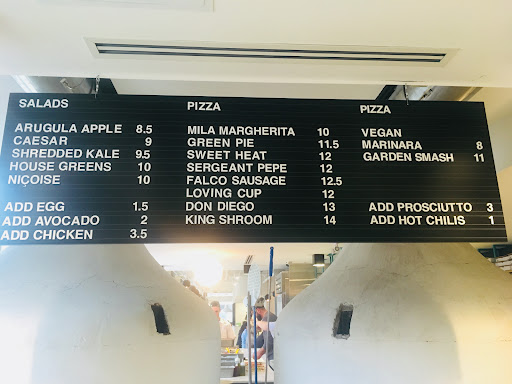 SALADS
ARUGULA APPLE 8.5
CAESAR 9
SHREDDED KALE 9.5
HOUSE GREENS 10
NIÇOISE 10
ADD EGG 1.5
ADD AVOCADO 2
ADD CHICKEN 3.5
PIZZA
MILA MARGHERITA 10
GREEN PIE 11.5
SWEET HEAT 12
SERGEANT PEPE 12
FALCO SAUSAGE 12.5
LOVING CUP 12
DON DIEGO 13
KING SHROOM 14
PIZZA
VEGAN
MARINARA 8
GARDEN SMASH 11
ADD PROSCIUTTO 3
ADD HOT CHILIS 1